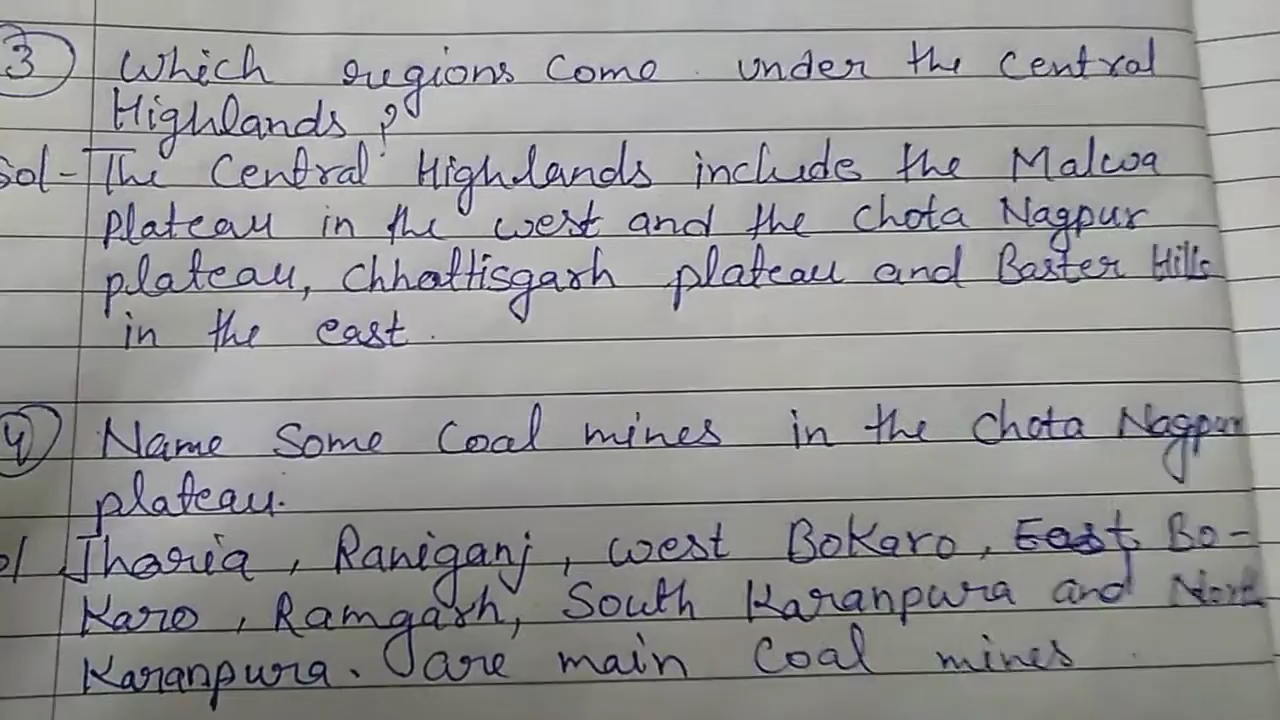 3 Which regions come under the central
Highlands ?
Sol- The Central Highlands include the Malwa
plateau in the west and the Chota Nagpur
plateau, Chhattisgarh plateau and Baster Hills
in the east.
4 Name Some Coal mines in the Chota Nagpur
plateau.
ol Jharia, Raniganj, west Bokaro, East Bo-
Karo, Ramgarh, South Karanpura and North
Karanpura. are main Coal mines.